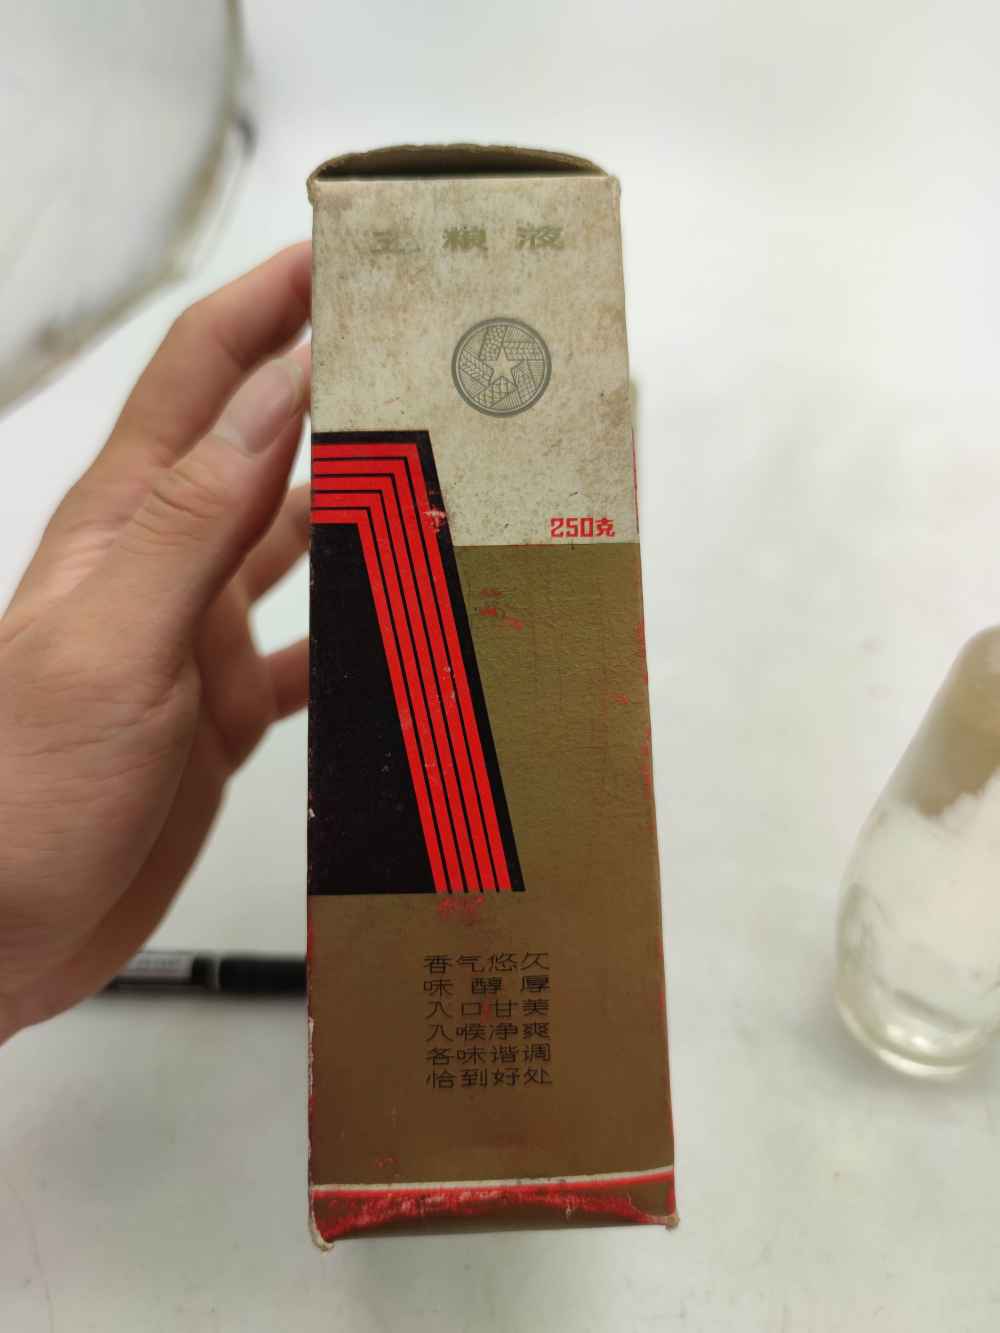 五粮液
250克
香气悠久
味醇厚
入口甘美
入喉净爽
各味谐调
恰到好处